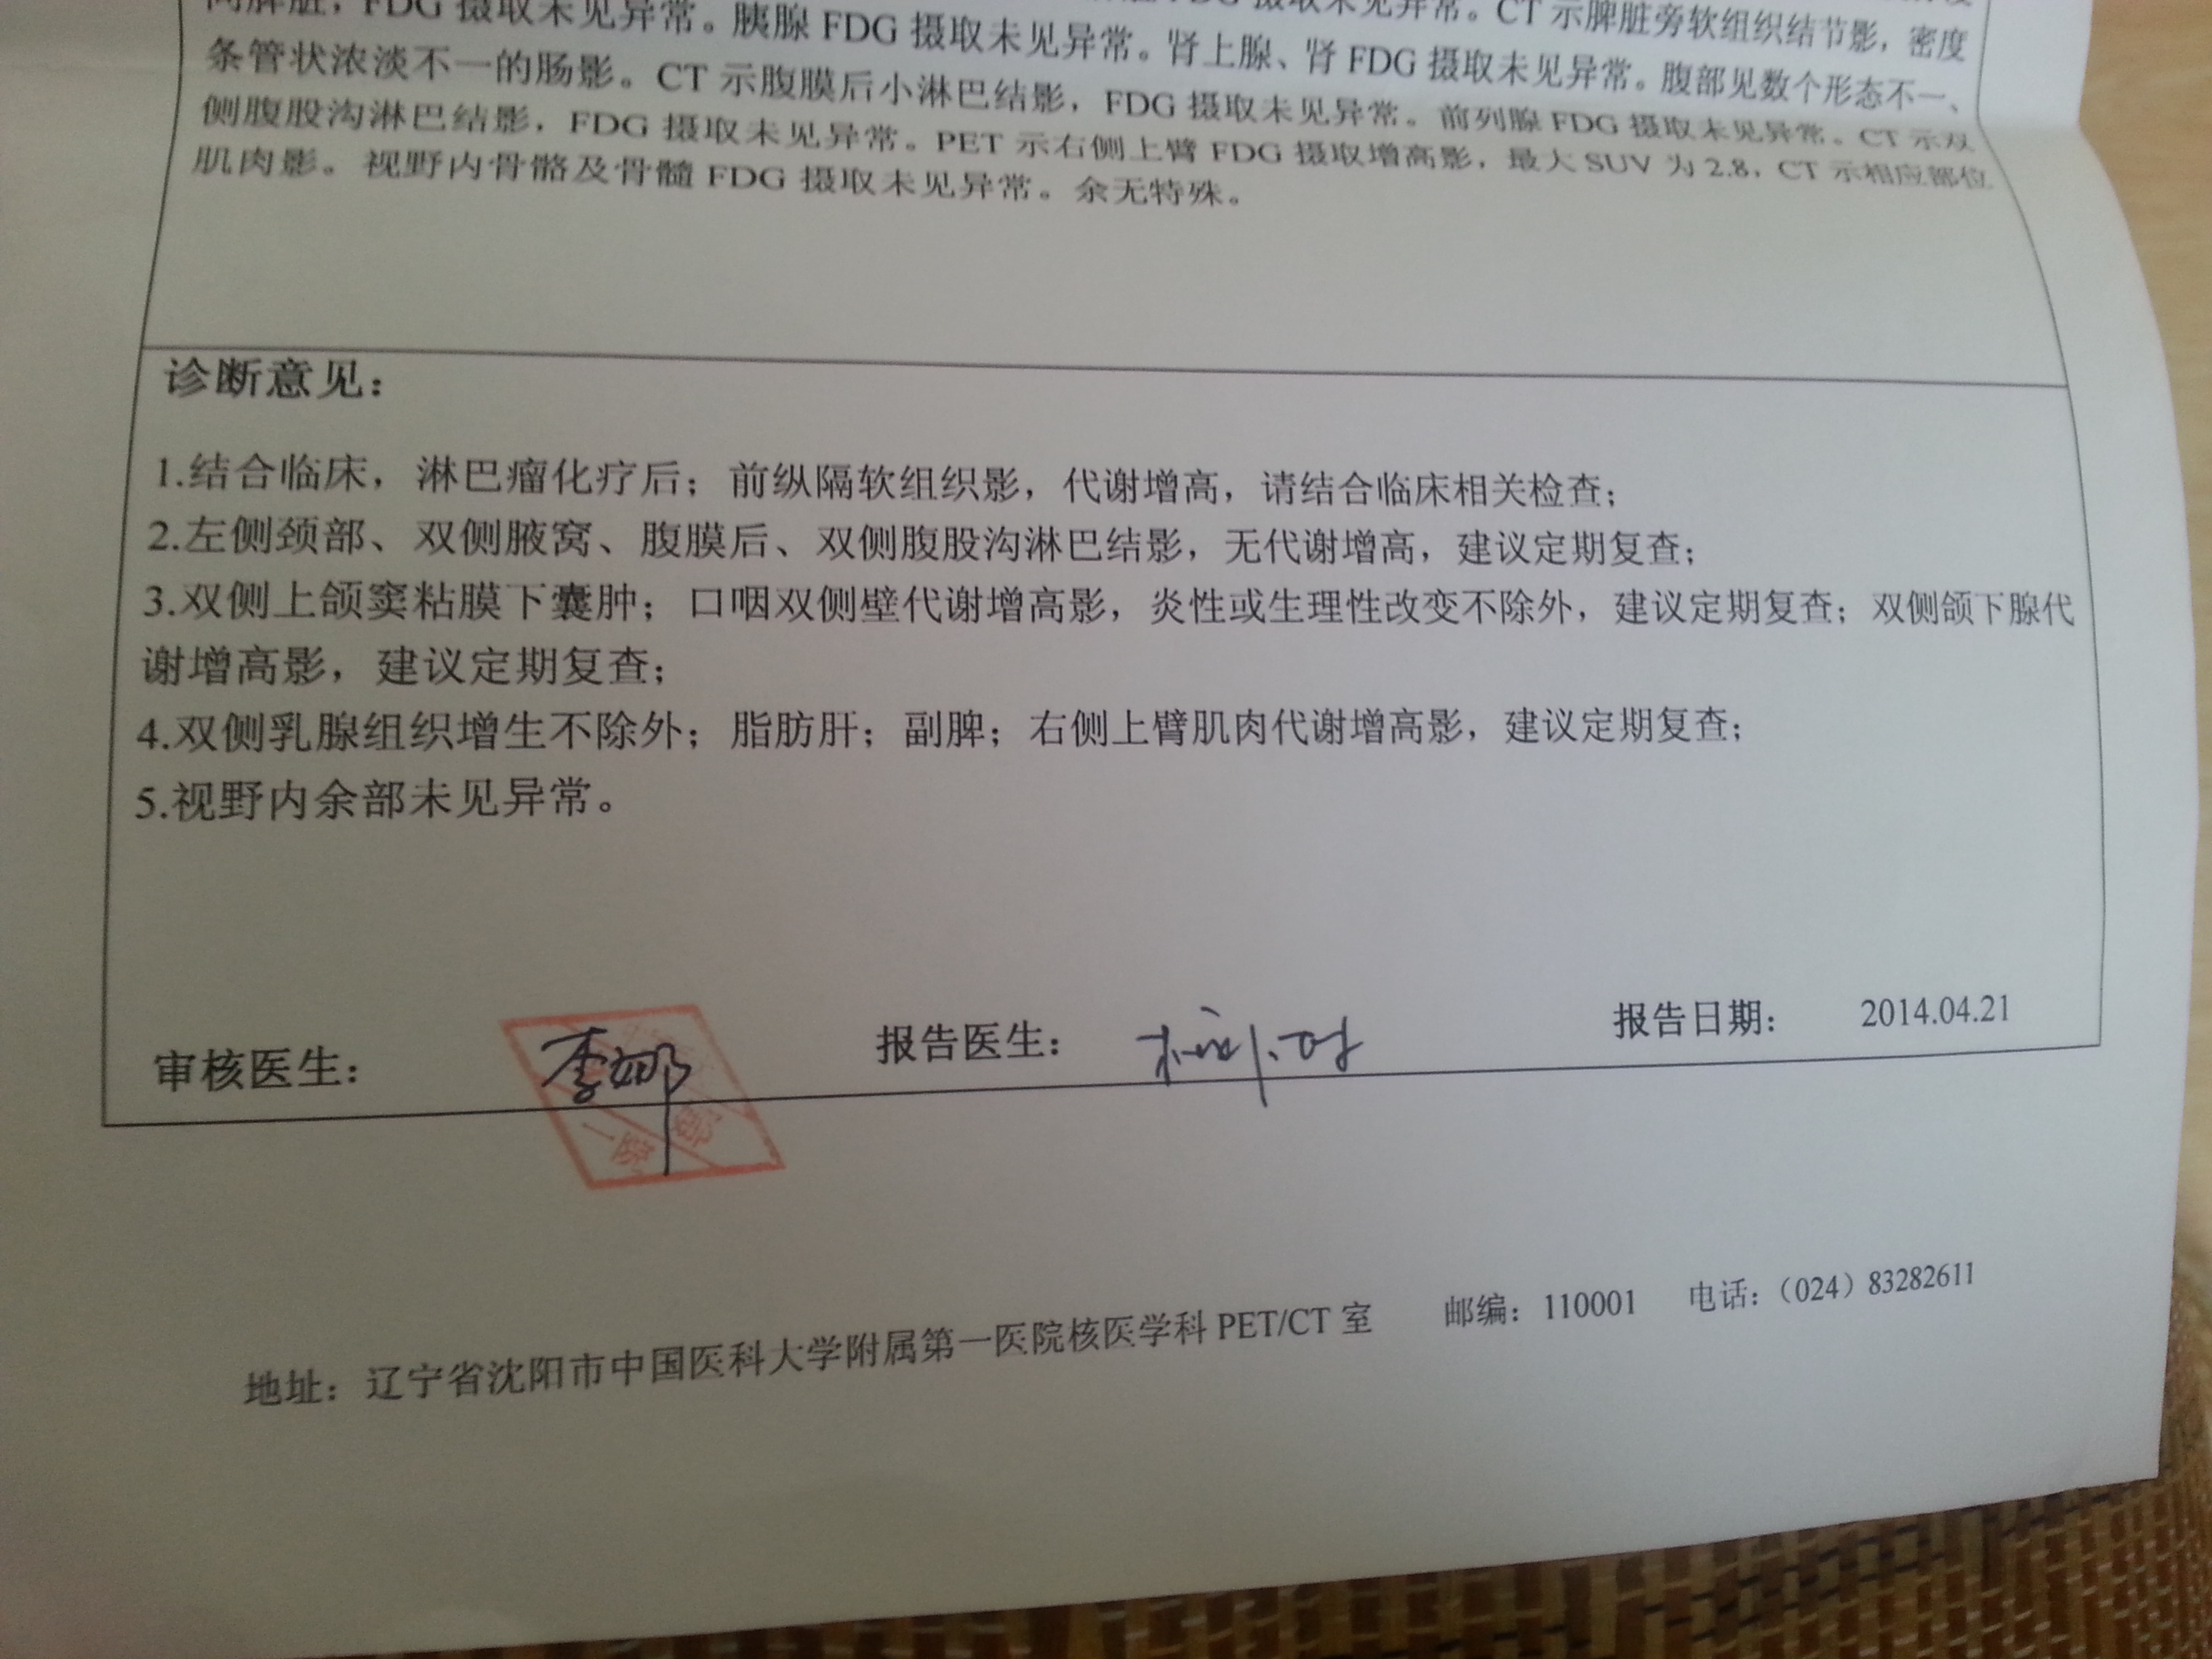 脾脏，FDG 摄取未见异常。胰腺 FDG 摄取未见异常。肾上腺、肾 FDG 摄取未见异常。CT 示脾脏旁软组织结节影，密度
条管状浓淡不一的肠影。CT 示腹膜后小淋巴结影，FDG 摄取未见异常。前列腺 FDG 摄取未见异常。腹部见数个形态不一、
侧腹股沟淋巴结影，FDG 摄取未见异常。PET 示右侧上臂 FDG 摄取增高影，最大 SUV 为 2.8，CT 示相应部位 CT 示双
肌肉影。视野内骨骼及骨髓 FDG 摄取未见异常。余无特殊。
诊断意见：
1.结合临床，淋巴瘤化疗后；前纵隔软组织影，代谢增高，请结合临床相关检查；
2.左侧颈部、双侧腋窝、腹膜后、双侧腹股沟淋巴结影，无代谢增高，建议定期复查；
3.双侧上颌窦粘膜下囊肿；口咽双侧壁代谢增高影，炎性或生理性改变不除外，建议定期复查；双侧颌下腺代
谢增高影，建议定期复查；
4.双侧乳腺组织增生不除外；脂肪肝；副脾；右侧上臂肌肉代谢增高影，建议定期复查；
5.视野内余部未见异常。
审核医生： 李娜 报告医生： 报告日期： 2014.04.21
地址：辽宁省沈阳市中国医科大学附属第一医院核医学科 PET/CT 室 邮编：110001 电话：（024）83282611